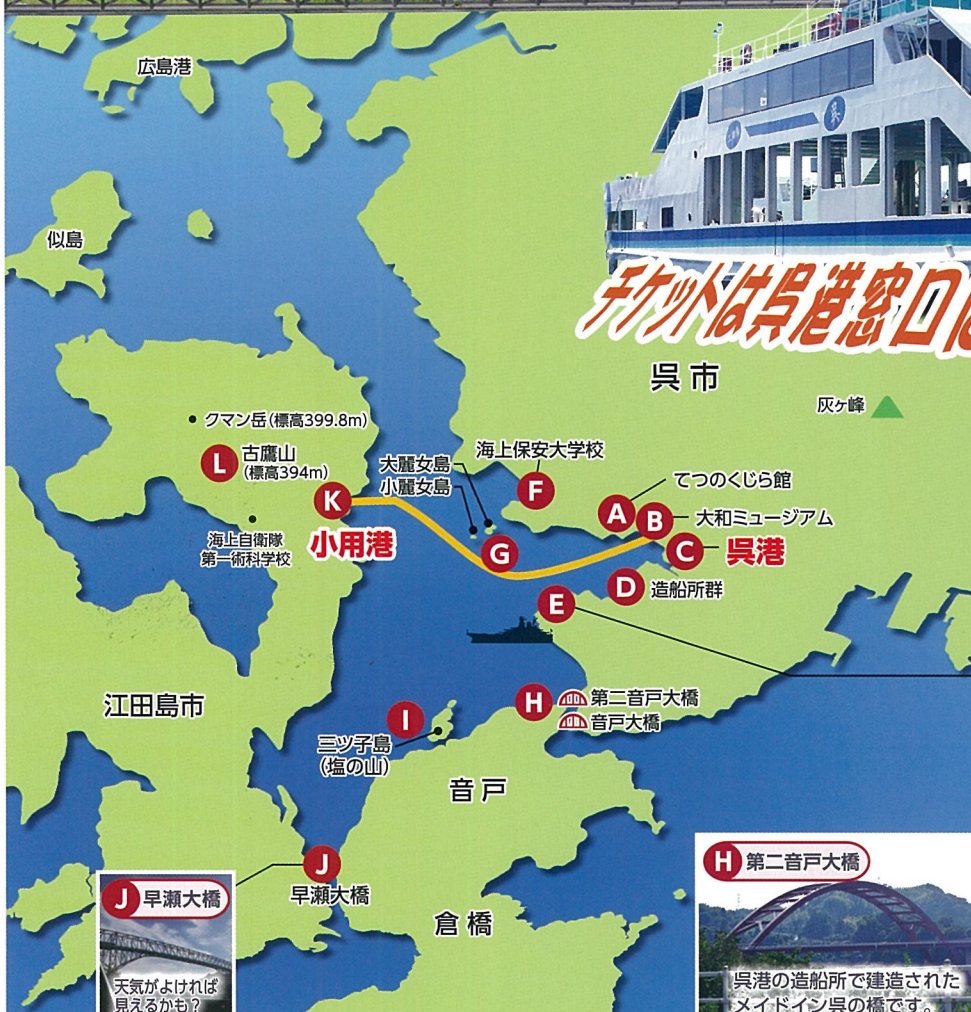 広島港
似島
呉
チケットは呉港窓口
呉市
灰ヶ峰
クマン岳(標高399.8m)
L 古鷹山
(標高394m)
大麗女島
小麗女島
海上保安大学校
F
てつのくじら館
A
B 大和ミュージアム
K
小用港
海上自衛隊
第一術科学校
G
C 呉港
D 造船所群
E
江田島市
H 第二音戸大橋
音戸大橋
I
三ツ子島
(塩の山)
音戸
J
早瀬大橋
倉橋
J 早瀬大橋
天気がよければ
見えるかも?
H 第二音戸大橋
呉港の造船所で建造された
メイドイン呉の橋です。